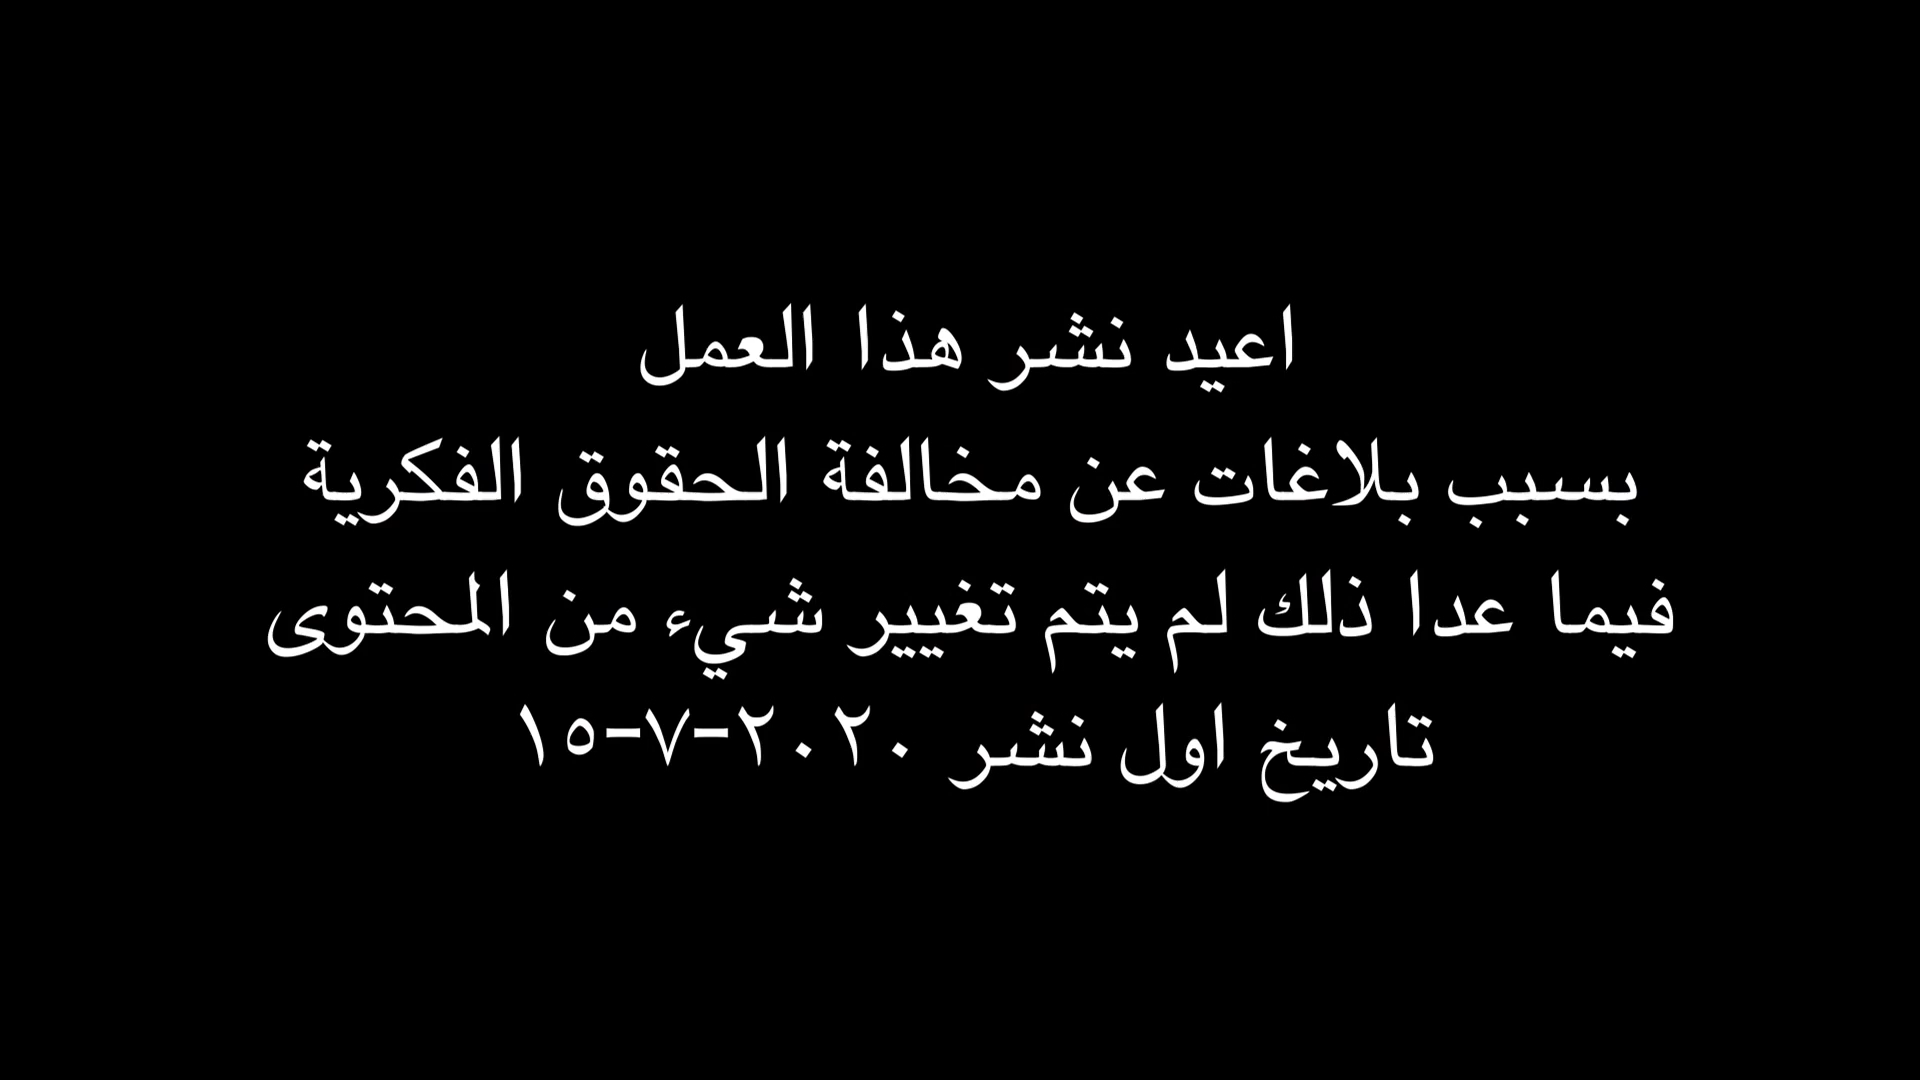 اعيد نشر هذا العمل
بسبب بلاغات عن مخالفة الحقوق الفكرية
فيما عدا ذلك لم يتم تغيير شيء من المحتوى
تاريخ اول نشر ٢٠٢٠-٧-١٥